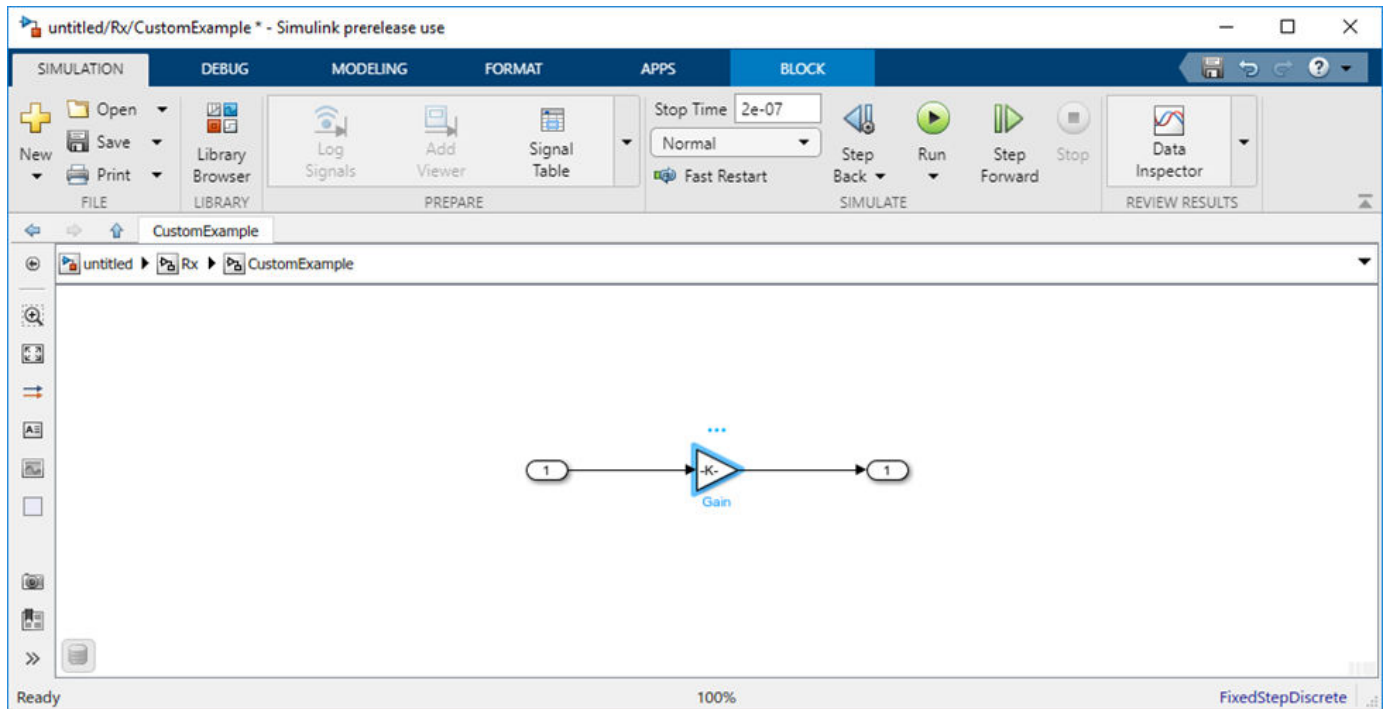 untitled/Rx/CustomExample * - Simulink prerelease use
SIMULATION DEBUG MODELING FORMAT APPS BLOCK
New
Open
Save
Print
FILE
Library
Browser
LIBRARY
Log
Signals
Add
Viewer
Signal
Table
PREPARE
Stop Time 2e-07
Normal
Fast Restart
Step
Back
Run
Step
Forward
Stop
SIMULATE
Data
Inspector
REVIEW RESULTS
CustomExample
untitled Rx CustomExample
1 -K- 1
Gain
Ready 100% FixedStepDiscrete